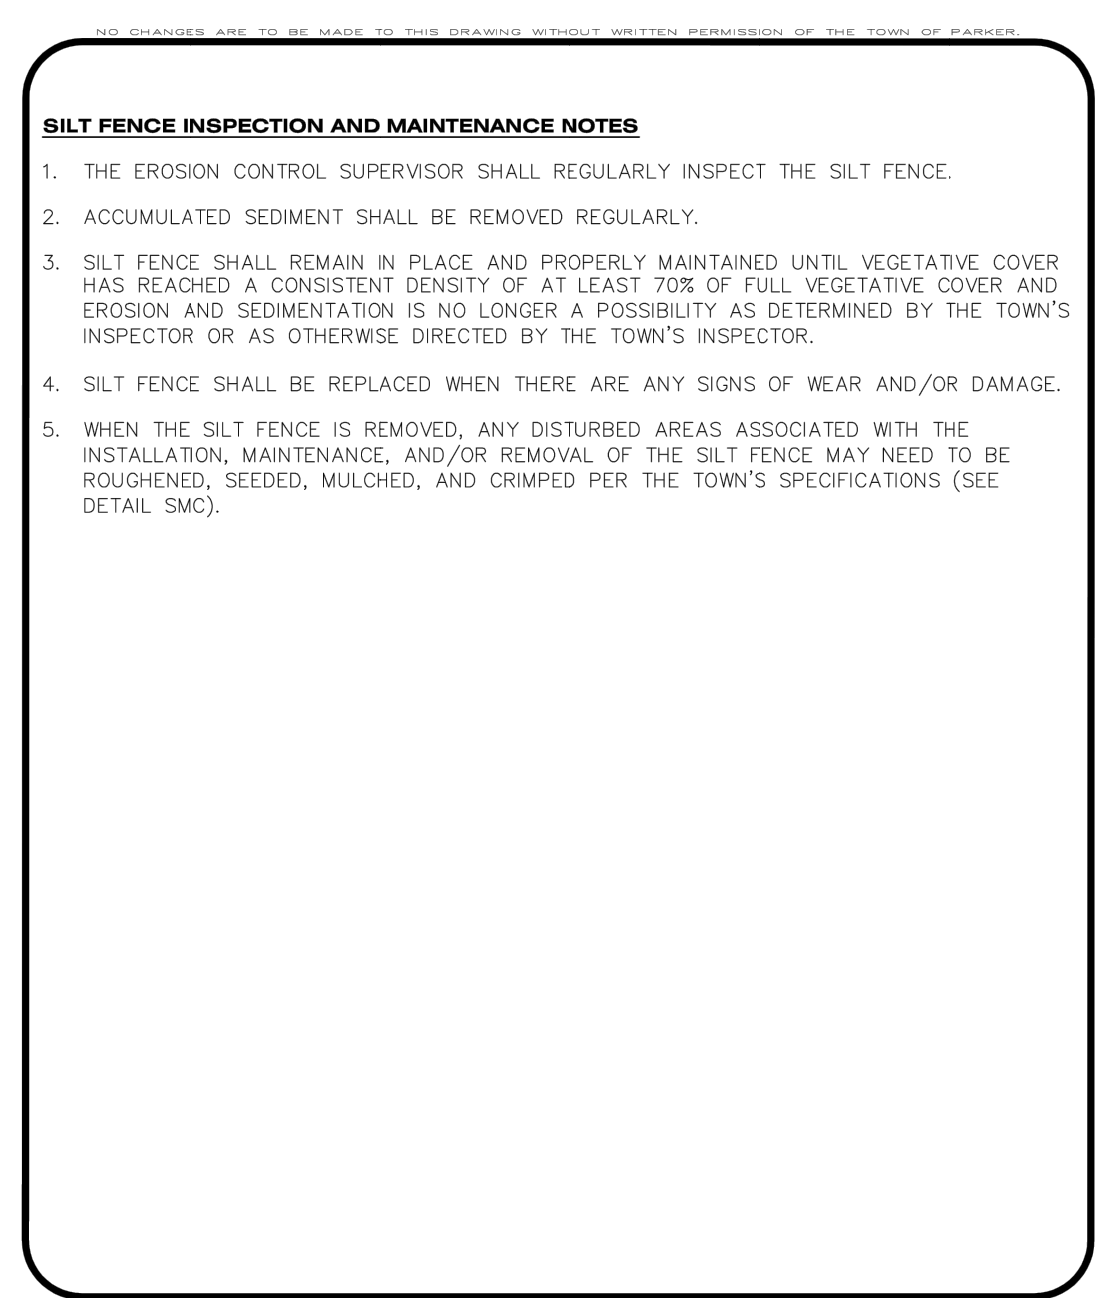 NO CHANGES ARE TO BE MADE TO THIS DRAWING WITHOUT WRITTEN PERMISSION OF THE TOWN OF PARKER.
SILT FENCE INSPECTION AND MAINTENANCE NOTES
1. THE EROSION CONTROL SUPERVISOR SHALL REGULARLY INSPECT THE SILT FENCE.
2. ACCUMULATED SEDIMENT SHALL BE REMOVED REGULARLY.
3. SILT FENCE SHALL REMAIN IN PLACE AND PROPERLY MAINTAINED UNTIL VEGETATIVE COVER
HAS REACHED A CONSISTENT DENSITY OF AT LEAST 70% OF FULL VEGETATIVE COVER AND
EROSION AND SEDIMENTATION IS NO LONGER A POSSIBILITY AS DETERMINED BY THE TOWN'S
INSPECTOR OR AS OTHERWISE DIRECTED BY THE TOWN'S INSPECTOR.
4. SILT FENCE SHALL BE REPLACED WHEN THERE ARE ANY SIGNS OF WEAR AND/OR DAMAGE.
5. WHEN THE SILT FENCE IS REMOVED, ANY DISTURBED AREAS ASSOCIATED WITH THE
INSTALLATION, MAINTENANCE, AND/OR REMOVAL OF THE SILT FENCE MAY NEED TO BE
ROUGHENED, SEEDED, MULCHED, AND CRIMPED PER THE TOWN'S SPECIFICATIONS (SEE
DETAIL SMC).